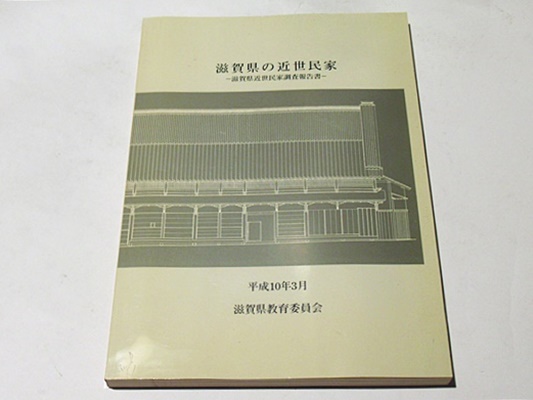 滋賀県の近世民家
−滋賀県近世民家調査報告書−
平成10年3月
滋賀県教育委員会